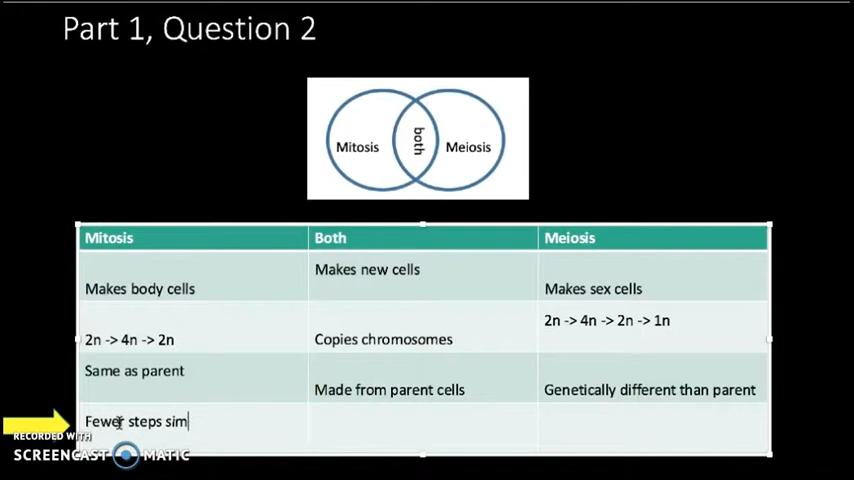 Part 1, Question 2
Mitosis
both
Meiosis
Mitosis Both Meiosis
Makes body cells Makes new cells Makes sex cells
2n -> 4n -> 2n Copies chromosomes 2n -> 4n -> 2n -> 1n
Same as parent Made from parent cells Genetically different than parent
Fewer steps sim
RECORDED WITH
SCREENCAST MATIC